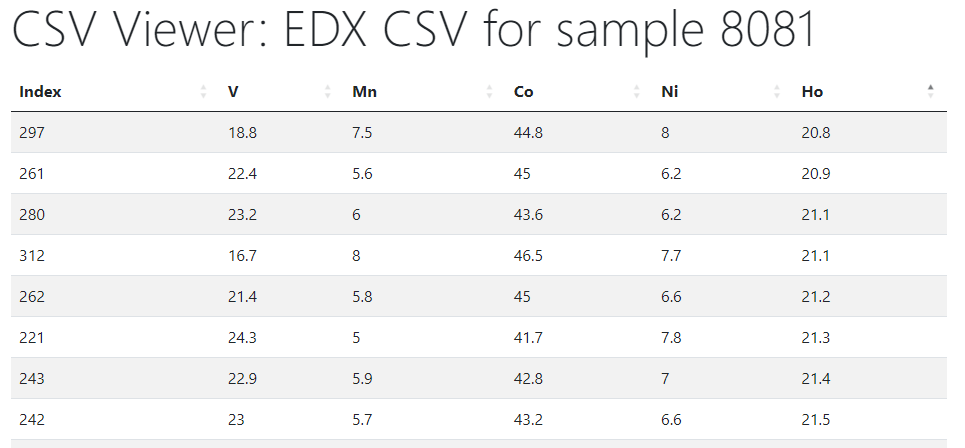 CSV Viewer: EDX CSV for sample 8081
Index V Mn Co Ni Ho
297 18.8 7.5 44.8 8 20.8
261 22.4 5.6 45 6.2 20.9
280 23.2 6 43.6 6.2 21.1
312 16.7 8 46.5 7.7 21.1
262 21.4 5.8 45 6.6 21.2
221 24.3 5 41.7 7.8 21.3
243 22.9 5.9 42.8 7 21.4
242 23 5.7 43.2 6.6 21.5